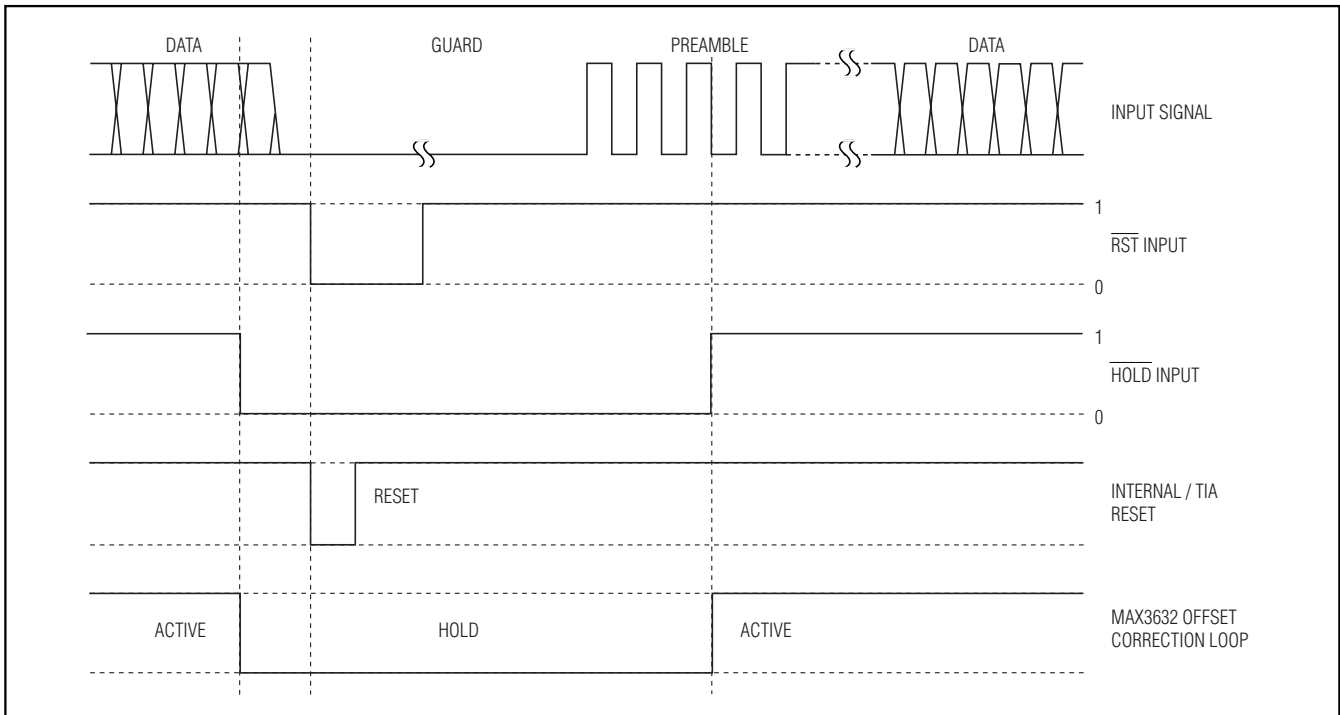 DATA GUARD PREAMBLE DATA
INPUT SIGNAL
1
RST INPUT
0
1
HOLD INPUT
0
RESET
INTERNAL / TIA
RESET
ACTIVE HOLD ACTIVE
MAX3632 OFFSET
CORRECTION LOOP